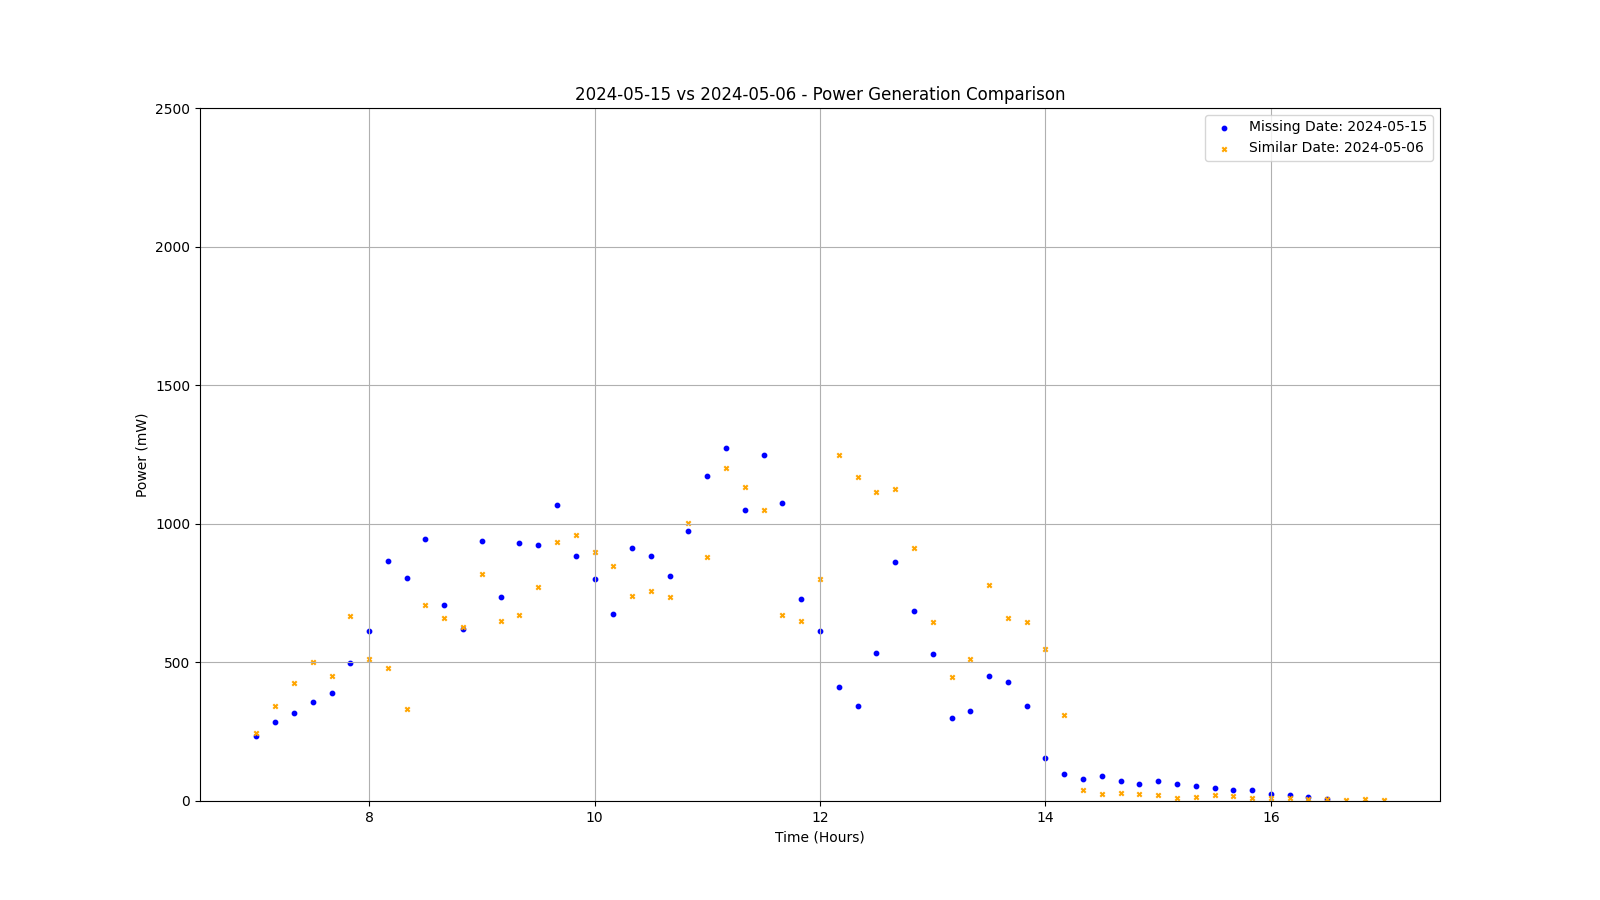 2024-05-15 vs 2024-05-06 - Power Generation Comparison
Missing Date: 2024-05-15
Similar Date: 2024-05-06
2500
2000
1500
1000
500
0
Power (mW)
8 10 12 14 16
Time (Hours)